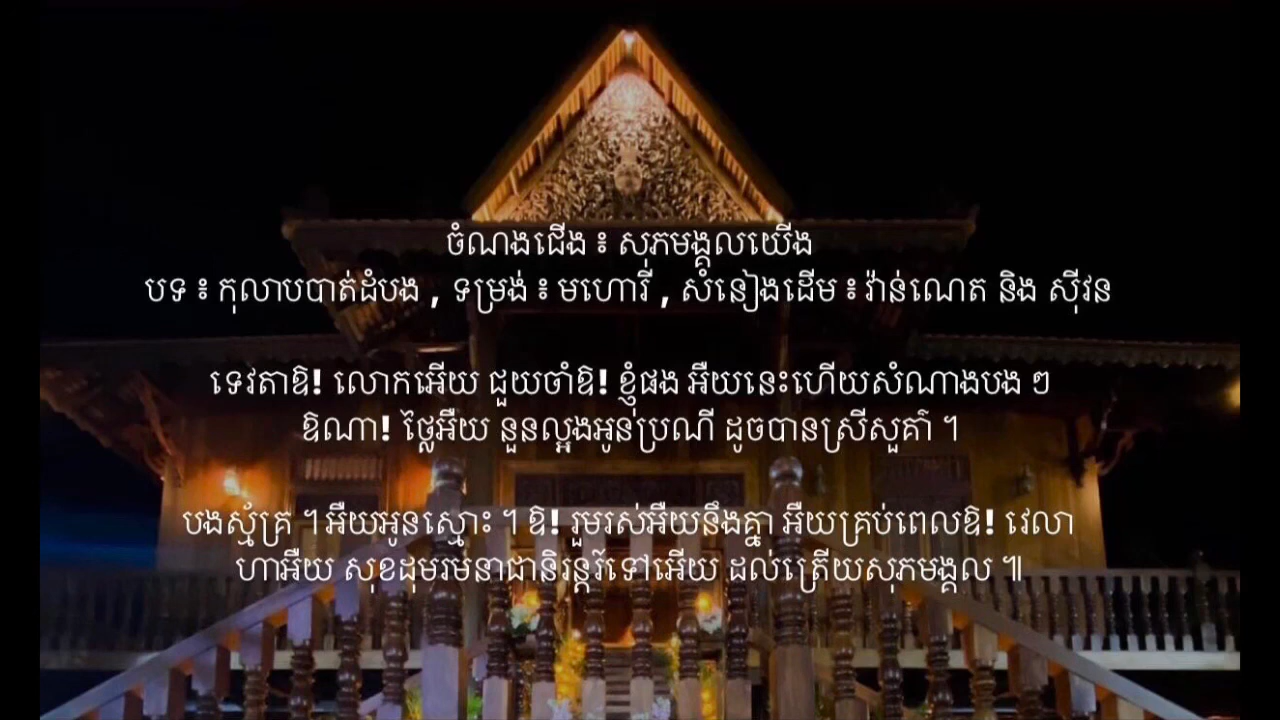 ចំណងជើង ៖ សុភមង្គលយើង
បទ ៖ កុលាបបាត់ដំបង , ទម្រង់ ៖ មហោរី , សំនៀងដើម ៖ វ៉ាន់ណេត និង ស៊ីវន
ទេវតាឱ! លោកអើយ ជួយចាំឱ! ខ្ញុំផង អឺយនេះហើយសំណាងបង ៗ
ឱណា! ថ្លៃអឺយ នួនល្អងអូនប្រណី ដូចបានស្រីសួគ៌ា ។
បងស្ម័គ្រ ។ អឺយអូនស្មោះ ។ ឱ! រួមរស់អឺយនឹងគ្នា អឺយគ្រប់ពេលឱ! វេលា
ហាអឺយ សុខដុមរមនាជានិរន្តរ៍ទៅអើយ ដល់ត្រើយសុភមង្គល ៕